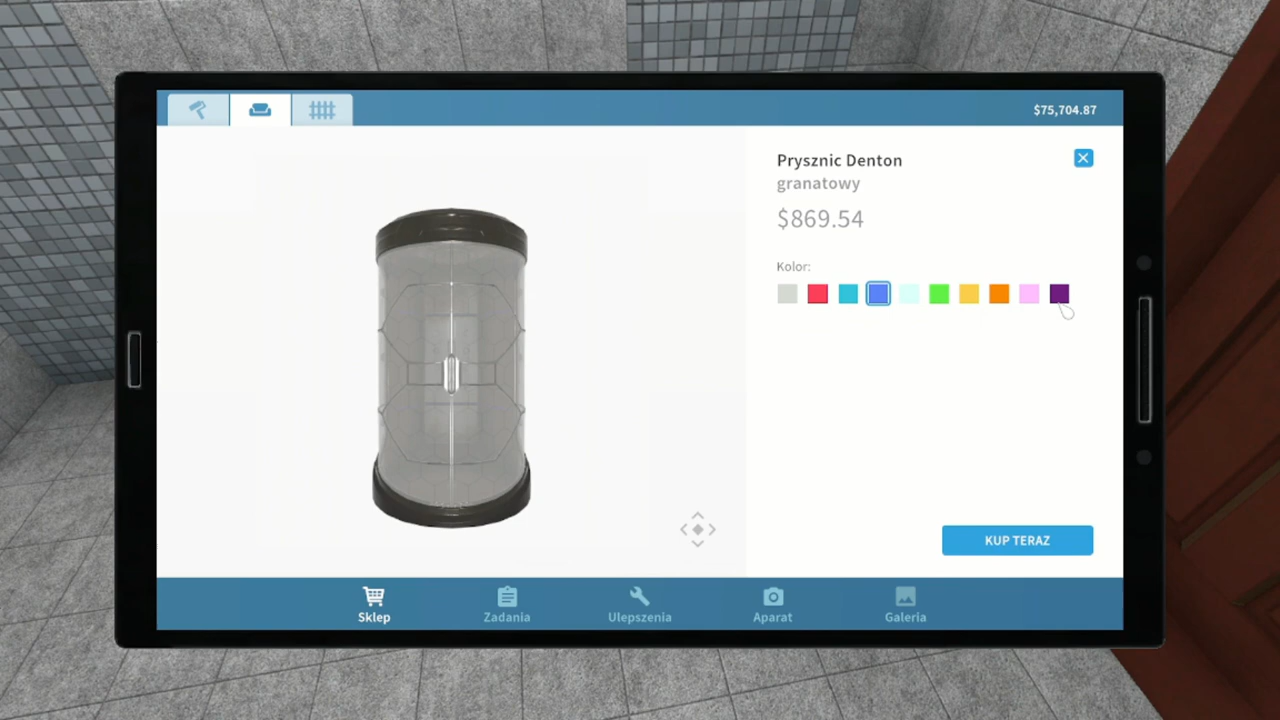 $75,704.87
Prysznic Denton
granatowy
$869.54
Kolor:
KUP TERAZ
Sklep
Zadania
Ulepszenia
Aparat
Galeria